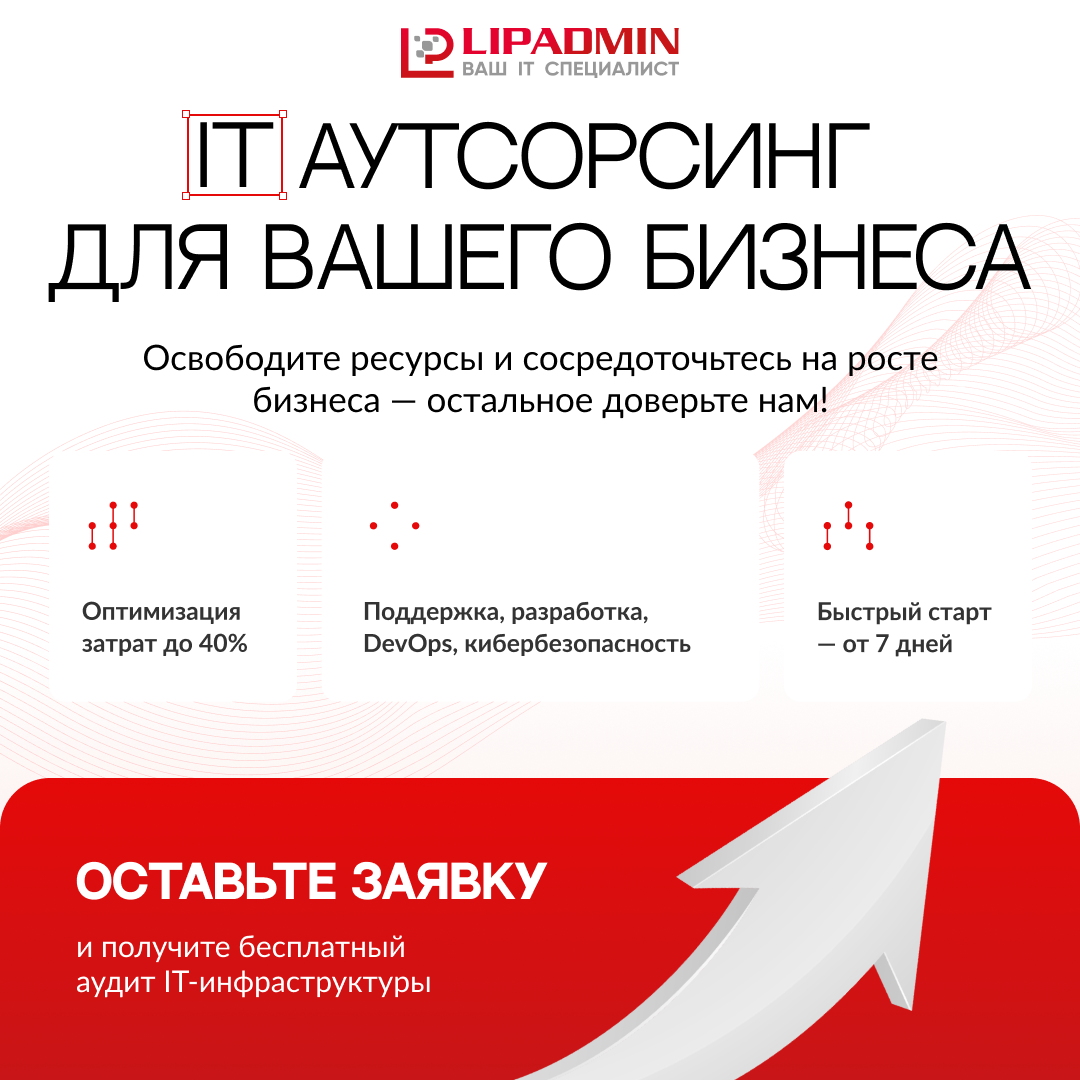 LIPADMIN
ВАШ IT СПЕЦИАЛИСТ
IT АУТСОРСИНГ
ДЛЯ ВАШЕГО БИЗНЕСА
Освободите ресурсы и сосредоточьтесь на росте
бизнеса — остальное доверьте нам!
Оптимизация
затрат до 40%
Поддержка, разработка,
DevOps, кибербезопасность
Быстрый старт
— от 7 дней
ОСТАВЬТЕ ЗАЯВКУ
и получите бесплатный
аудит IT-инфраструктуры